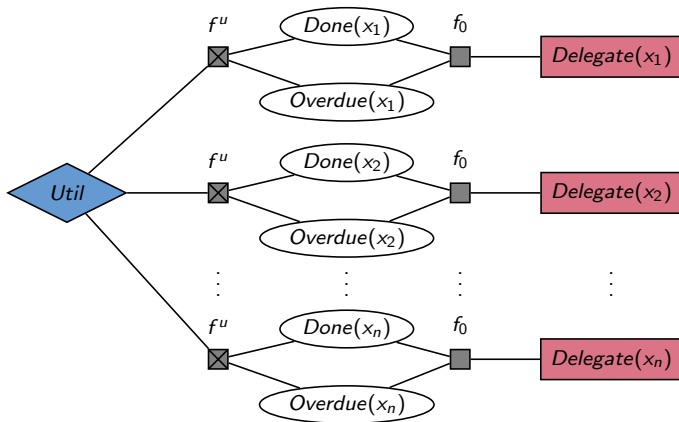 f^u Done(x₁) f₀
Delegate(x₁)
Overdue(x₁)
f^u Done(x₂) f₀
Util Delegate(x₂)
Overdue(x₂)
⋮ ⋮ ⋮ ⋮
f^u Done(xₙ) f₀
Delegate(xₙ)
Overdue(xₙ)